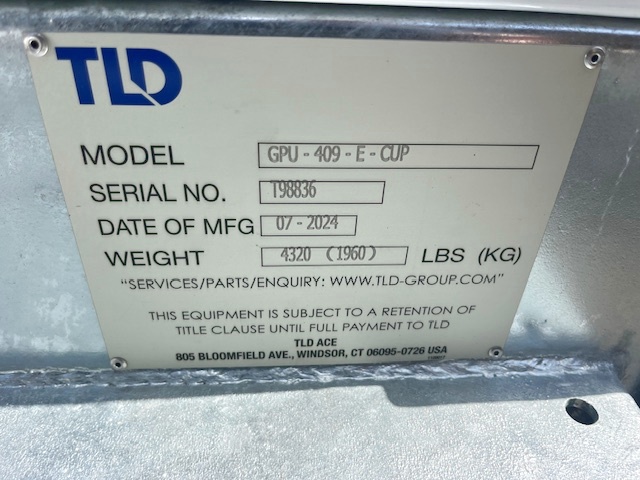 TLD
MODEL GPU-409-E-CUP
SERIAL NO. T98836
DATE OF MFG 07-2024
WEIGHT 4320 (1960) LBS (KG)
"SERVICES/PARTS/ENQUIRY: WWW.TLD-GROUP.COM"
THIS EQUIPMENT IS SUBJECT TO A RETENTION OF
TITLE CLAUSE UNTIL FULL PAYMENT TO TLD
TLD ACE
805 BLOOMFIELD AVE., WINDSOR, CT 06095-0726 USA